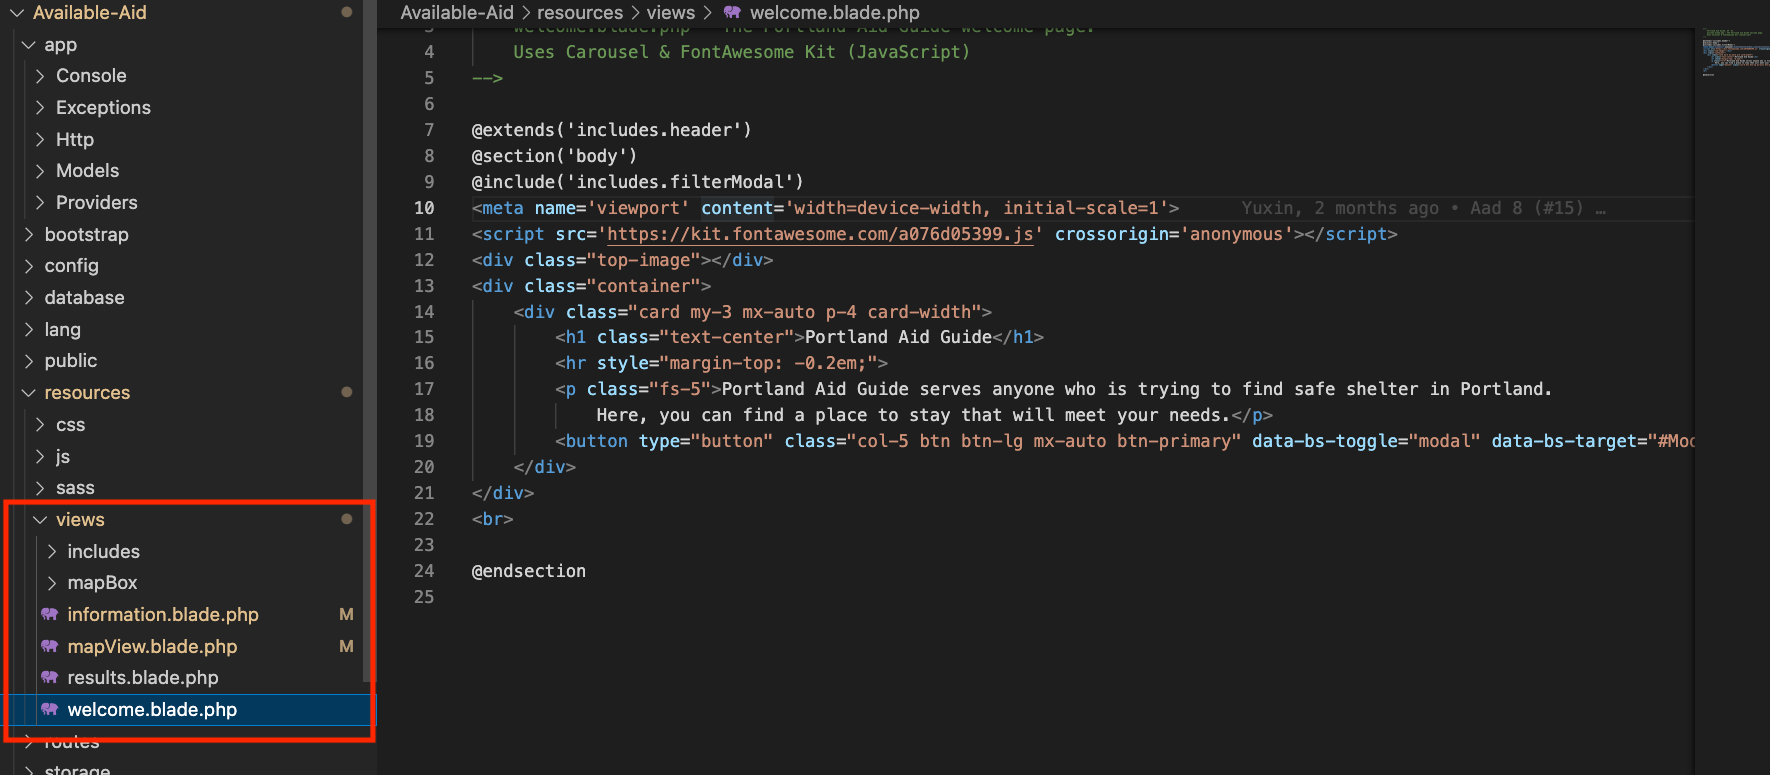 Available-Aid
app
Console
Exceptions
Http
Models
Providers
bootstrap
config
database
lang
public
resources
css
js
sass
views
includes
mapBox
information.blade.php M
mapView.blade.php M
results.blade.php
welcome.blade.php
routes
storage
Available-Aid > resources > views > welcome.blade.php
3 welcome.blade.php - The Portland Aid Guide welcome page.
4 Uses Carousel & FontAwesome Kit (JavaScript)
5 -->
6
7 @extends('includes.header')
8 @section('body')
9 @include('includes.filterModal')
10 <meta name='viewport' content='width=device-width, initial-scale=1'> Yuxin, 2 months ago • Aad 8 (#15) …
11 <script src='https://kit.fontawesome.com/a076d05399.js' crossorigin='anonymous'></script>
12 <div class="top-image"></div>
13 <div class="container">
14 <div class="card my-3 mx-auto p-4 card-width">
15 <h1 class="text-center">Portland Aid Guide</h1>
16 <hr style="margin-top: -0.2em;">
17 <p class="fs-5">Portland Aid Guide serves anyone who is trying to find safe shelter in Portland.
18 Here, you can find a place to stay that will meet your needs.</p>
19 <button type="button" class="col-5 btn btn-lg mx-auto btn-primary" data-bs-toggle="modal" data-bs-target="#Moc
20 </div>
21 </div>
22 <br>
23
24 @endsection
25